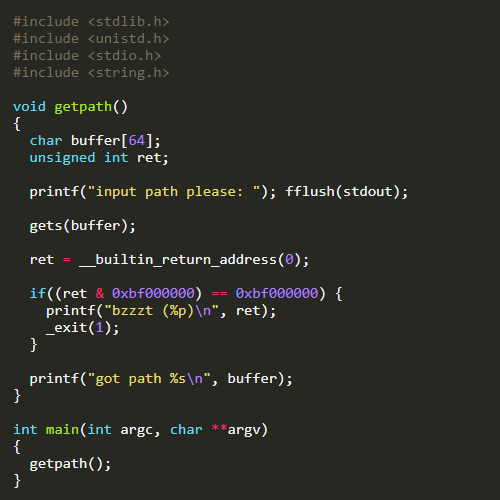 #include <stdlib.h>
#include <unistd.h>
#include <stdio.h>
#include <string.h>

void getpath()
{
  char buffer[64];
  unsigned int ret;

  printf("input path please: "); fflush(stdout);

  gets(buffer);

  ret = __builtin_return_address(0);

  if((ret & 0xbf000000) == 0xbf000000) {
    printf("bzzzt (%p)\n", ret);
    _exit(1);
  }

  printf("got path %s\n", buffer);
}

int main(int argc, char **argv)
{
  getpath();
}